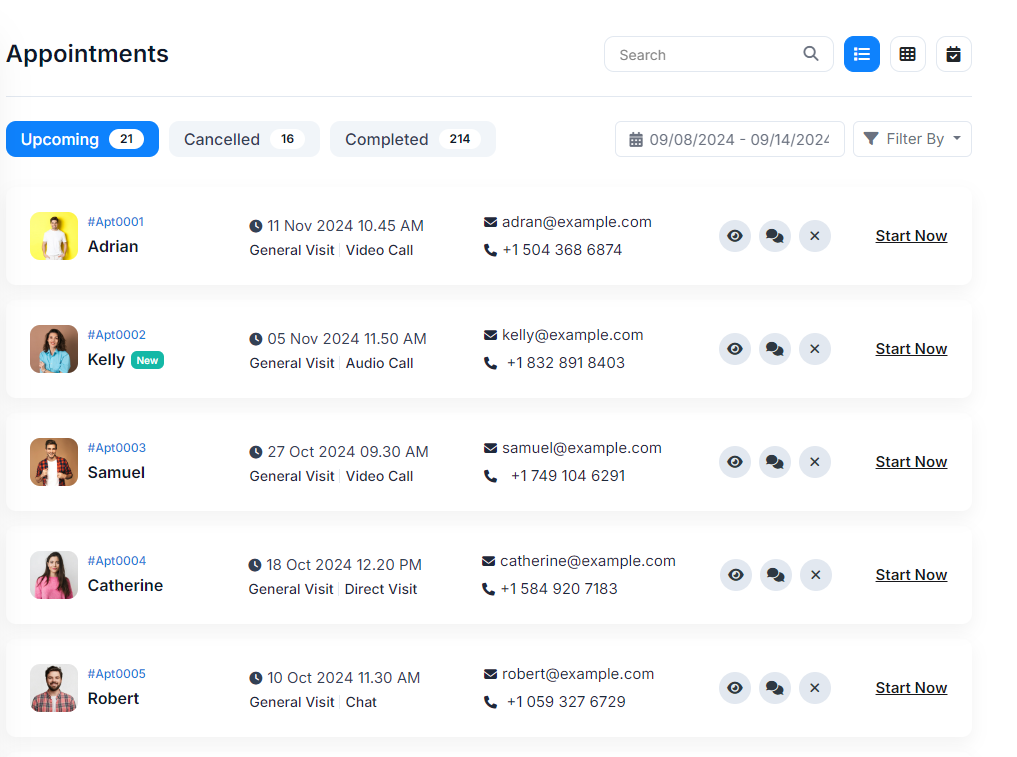 Appointments
Search
Upcoming 21 Cancelled 16 Completed 214
09/08/2024 - 09/14/2024 Filter By
#Apt0001
Adrian
11 Nov 2024 10.45 AM
General Visit Video Call
adran@example.com
+1 504 368 6874
Start Now
#Apt0002
Kelly New
05 Nov 2024 11.50 AM
General Visit Audio Call
kelly@example.com
+1 832 891 8403
Start Now
#Apt0003
Samuel
27 Oct 2024 09.30 AM
General Visit Video Call
samuel@example.com
+1 749 104 6291
Start Now
#Apt0004
Catherine
18 Oct 2024 12.20 PM
General Visit Direct Visit
catherine@example.com
+1 584 920 7183
Start Now
#Apt0005
Robert
10 Oct 2024 11.30 AM
General Visit Chat
robert@example.com
+1 059 327 6729
Start Now